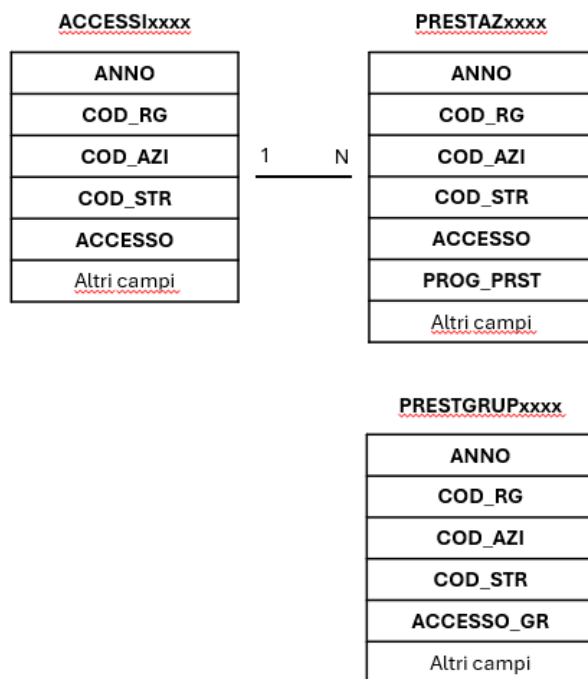 ACCESSIxxxx
ANNO
COD_RG
COD_AZI
COD_STR
ACCESSO
Altri campi
1 N
PRESTAZxxxx
ANNO
COD_RG
COD_AZI
COD_STR
ACCESSO
PROG_PRST
Altri campi
PRESTGRUPxxxx
ANNO
COD_RG
COD_AZI
COD_STR
ACCESSO_GR
Altri campi